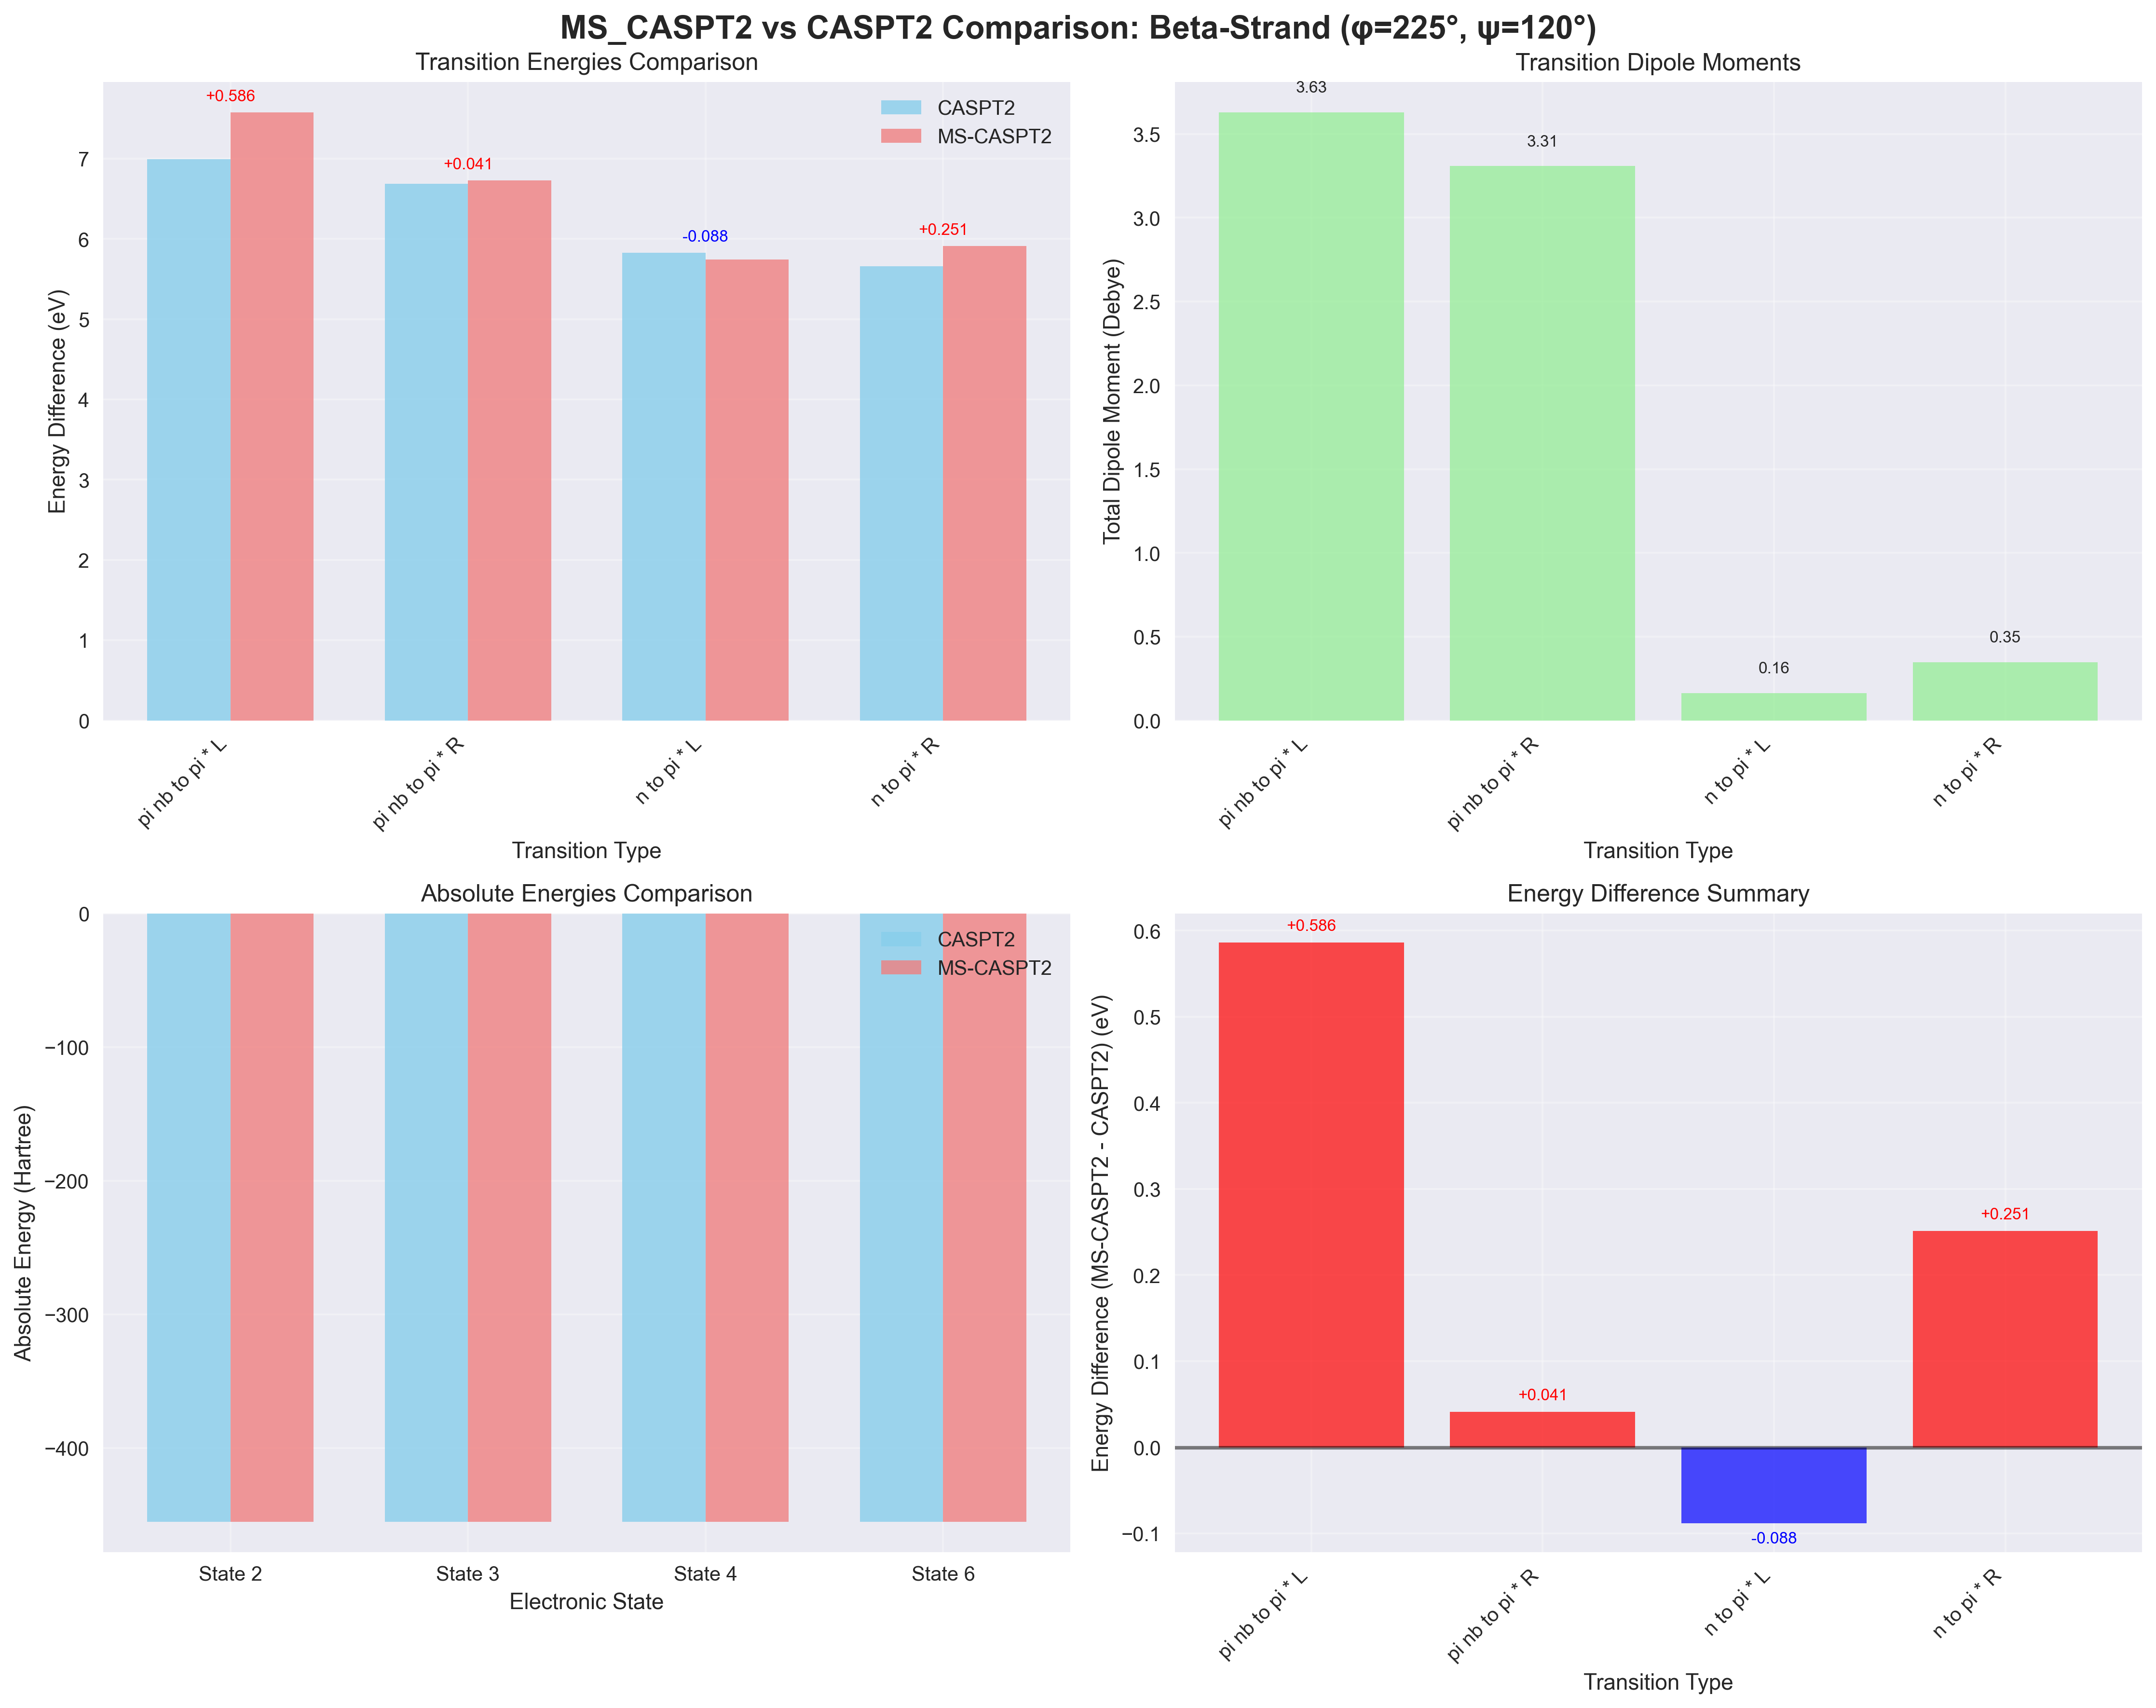 MS_CASPT2 vs CASPT2 Comparison: Beta-Strand (φ=225°, ψ=120°)
Transition Energies Comparison
Energy Difference (eV)
7
6
5
4
3
2
1
0
+0.586
+0.041
-0.088
+0.251
CASPT2
MS-CASPT2
pi nb to pi * L
pi nb to pi * R
n to pi * L
n to pi * R
Transition Type
Transition Dipole Moments
Total Dipole Moment (Debye)
3.5
3.0
2.5
2.0
1.5
1.0
0.5
0.0
3.63
3.31
0.16
0.35
pi nb to pi * L
pi nb to pi * R
n to pi * L
n to pi * R
Transition Type
Absolute Energies Comparison
Absolute Energy (Hartree)
0
−100
−200
−300
−400
CASPT2
MS-CASPT2
State 2
State 3
State 4
State 6
Electronic State
Energy Difference Summary
Energy Difference (MS-CASPT2 - CASPT2) (eV)
0.6
0.5
0.4
0.3
0.2
0.1
0.0
−0.1
+0.586
+0.041
-0.088
+0.251
pi nb to pi * L
pi nb to pi * R
n to pi * L
n to pi * R
Transition Type